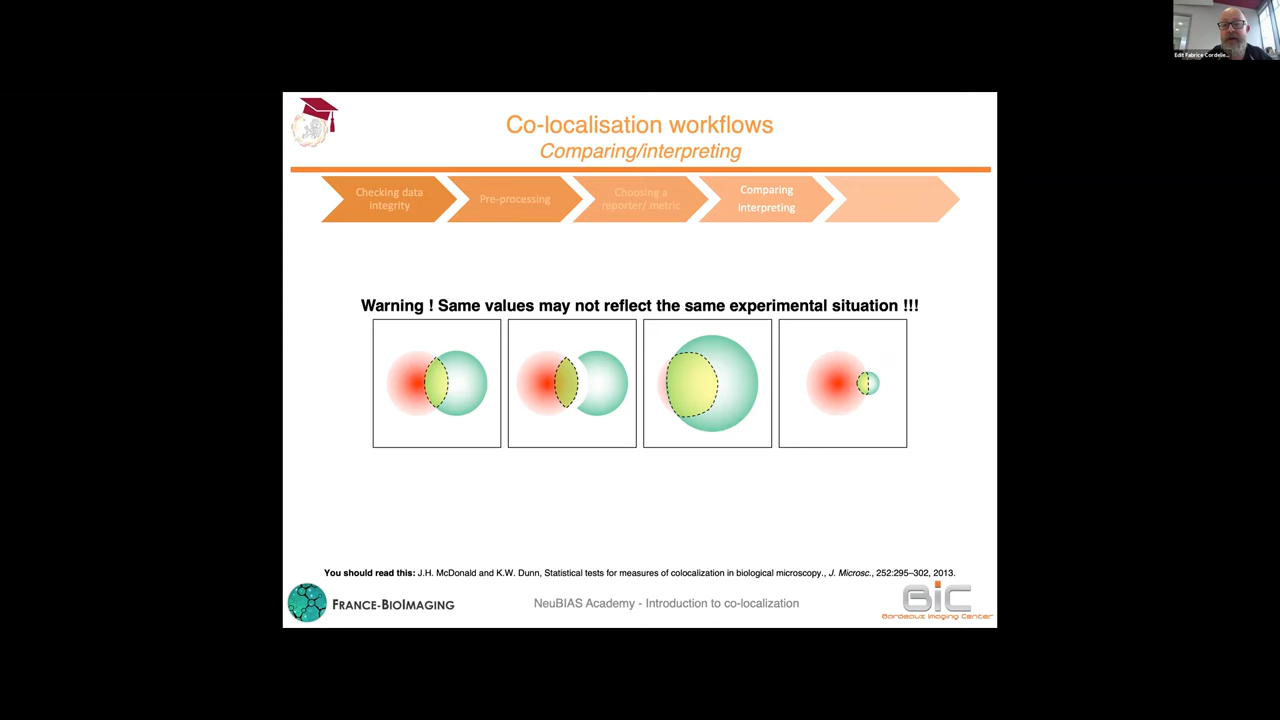 Edit Fabrice Cordelie...
Co-localisation workflows
Comparing/interpreting
Checking data
integrity
Pre-processing
Choosing a
reporter/ metric
Comparing
Interpreting
Warning ! Same values may not reflect the same experimental situation !!!
You should read this: J.H. McDonald and K.W. Dunn, Statistical tests for measures of colocalization in biological microscopy., J. Microsc., 252:295–302, 2013.
FRANCE-BIOIMAGING
NeuBIAS Academy - Introduction to co-localization
BIC
Bordeaux Imaging Center